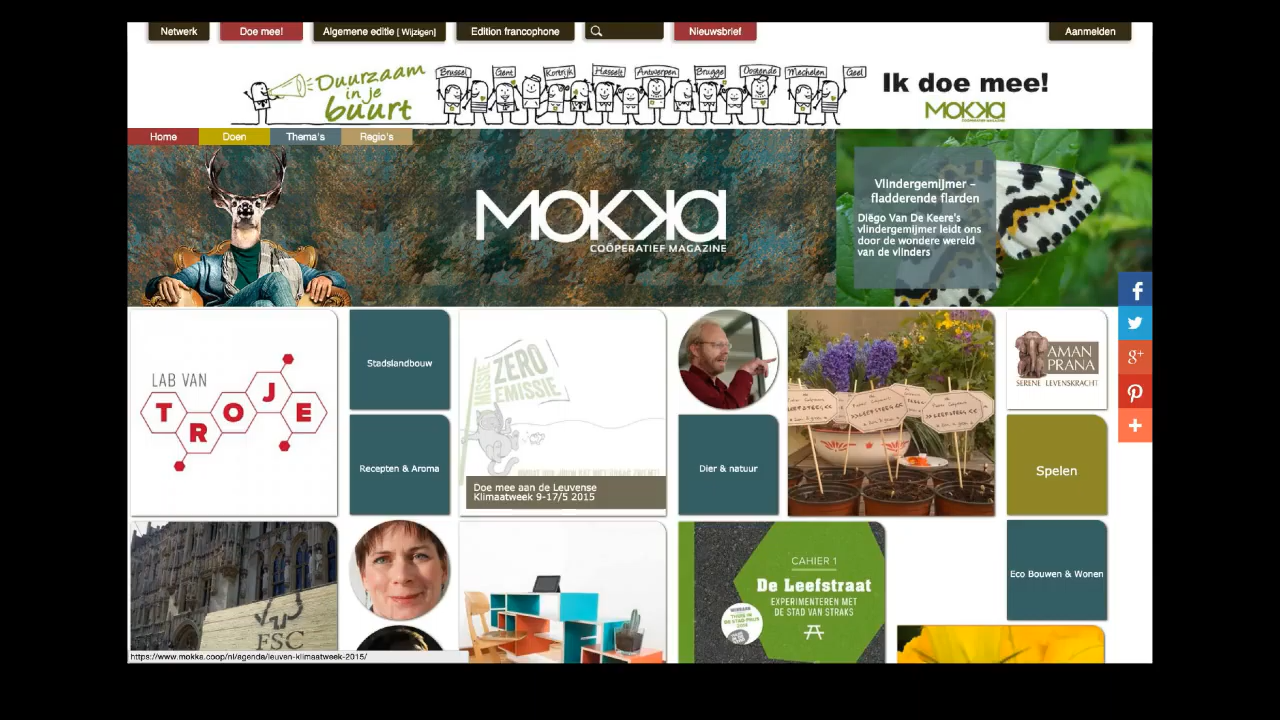 Netwerk
Doe mee!
Algemene editie [ Wijzigen]
Edition francophone
Nieuwsbrief
Aanmelden
Duurzaam
in je
buurt
Brussel
Gent
Kortrijk
Hasselt
Antwerpen
Brugge
Oostende
Mechelen
Geel
Ik doe mee!
MOKKA
COÖPERATIEF MAGAZINE
Home
Doen
Thema's
Regio's
MOKKA
COÖPERATIEF MAGAZINE
Vlindergemijmer –
fladderende flarden
Diëgo Van De Keere's
vlindergemijmer leidt ons
door de wondere wereld
van de vlinders
f
g+
LAB VAN
TROJE
Stadslandbouw
Recepten & Aroma
MISSIE
ZERO
EMISSIE
Doe mee aan de Leuvense
Klimaatweek 9-17/5 2015
Dier & natuur
>>LEEFSTEEG<<
AMAN
PRANA
SERENE LEVENSKRACHT
Spelen
FSC
CAHIER 1
De Leefstraat
EXPERIMENTEREN MET
DE STAD VAN STRAKS
Eco Bouwen & Wonen
https://www.mokka.coop/nl/agenda/leuven-klimaatweek-2015/